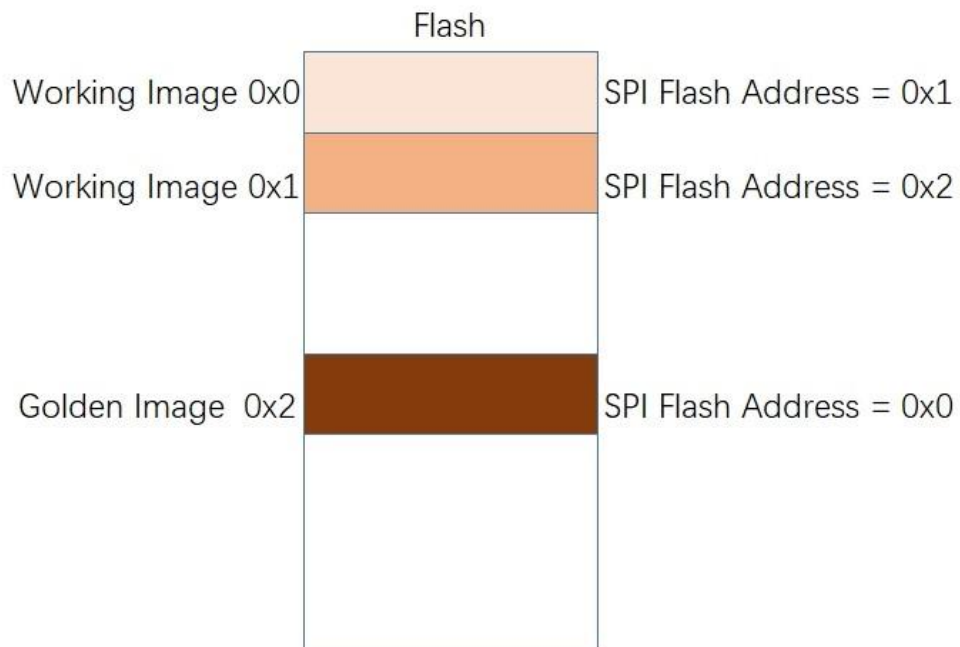 Flash
Working Image 0x0 SPI Flash Address = 0x1
Working Image 0x1 SPI Flash Address = 0x2
Golden Image 0x2 SPI Flash Address = 0x0